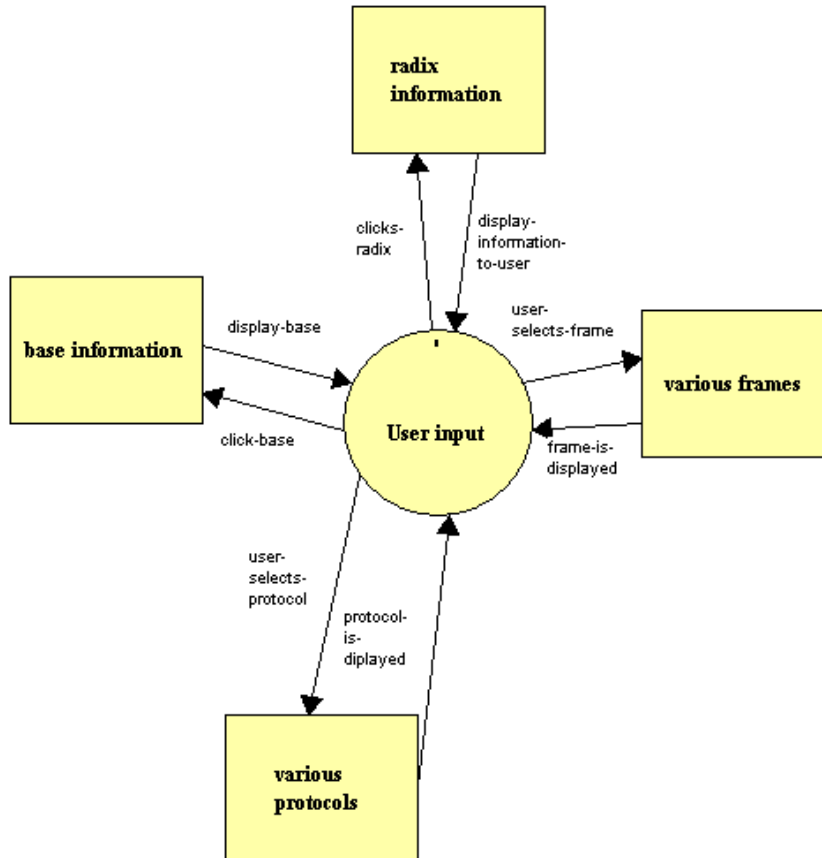 radix
information
clicks-
radix
display-
information-
to-user
base information
display-base
click-base
user-
selects-frame
various frames
frame-is-
displayed
User input
user-
selects-
protocol
protocol-
is-
diplayed
various
protocols